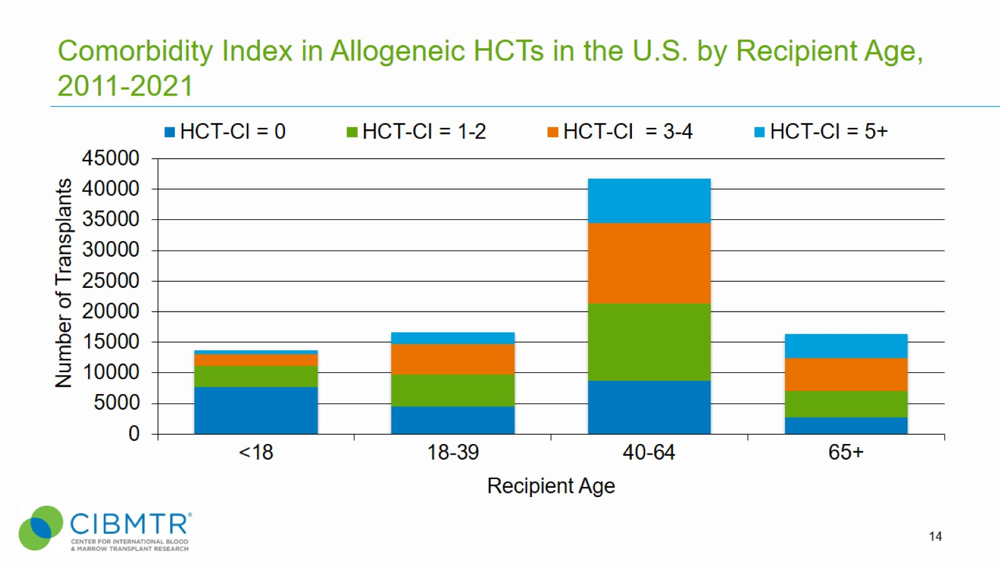 Comorbidity Index in Allogeneic HCTs in the U.S. by Recipient Age,
2011-2021
HCT-CI = 0
HCT-CI = 1-2
HCT-CI  = 3-4
HCT-CI = 5+
Number of Transplants
45000
40000
35000
30000
25000
20000
15000
10000
5000
0
<18
18-39
40-64
65+
Recipient Age
CIBMTR®
CENTER FOR INTERNATIONAL BLOOD
& MARROW TRANSPLANT RESEARCH
14